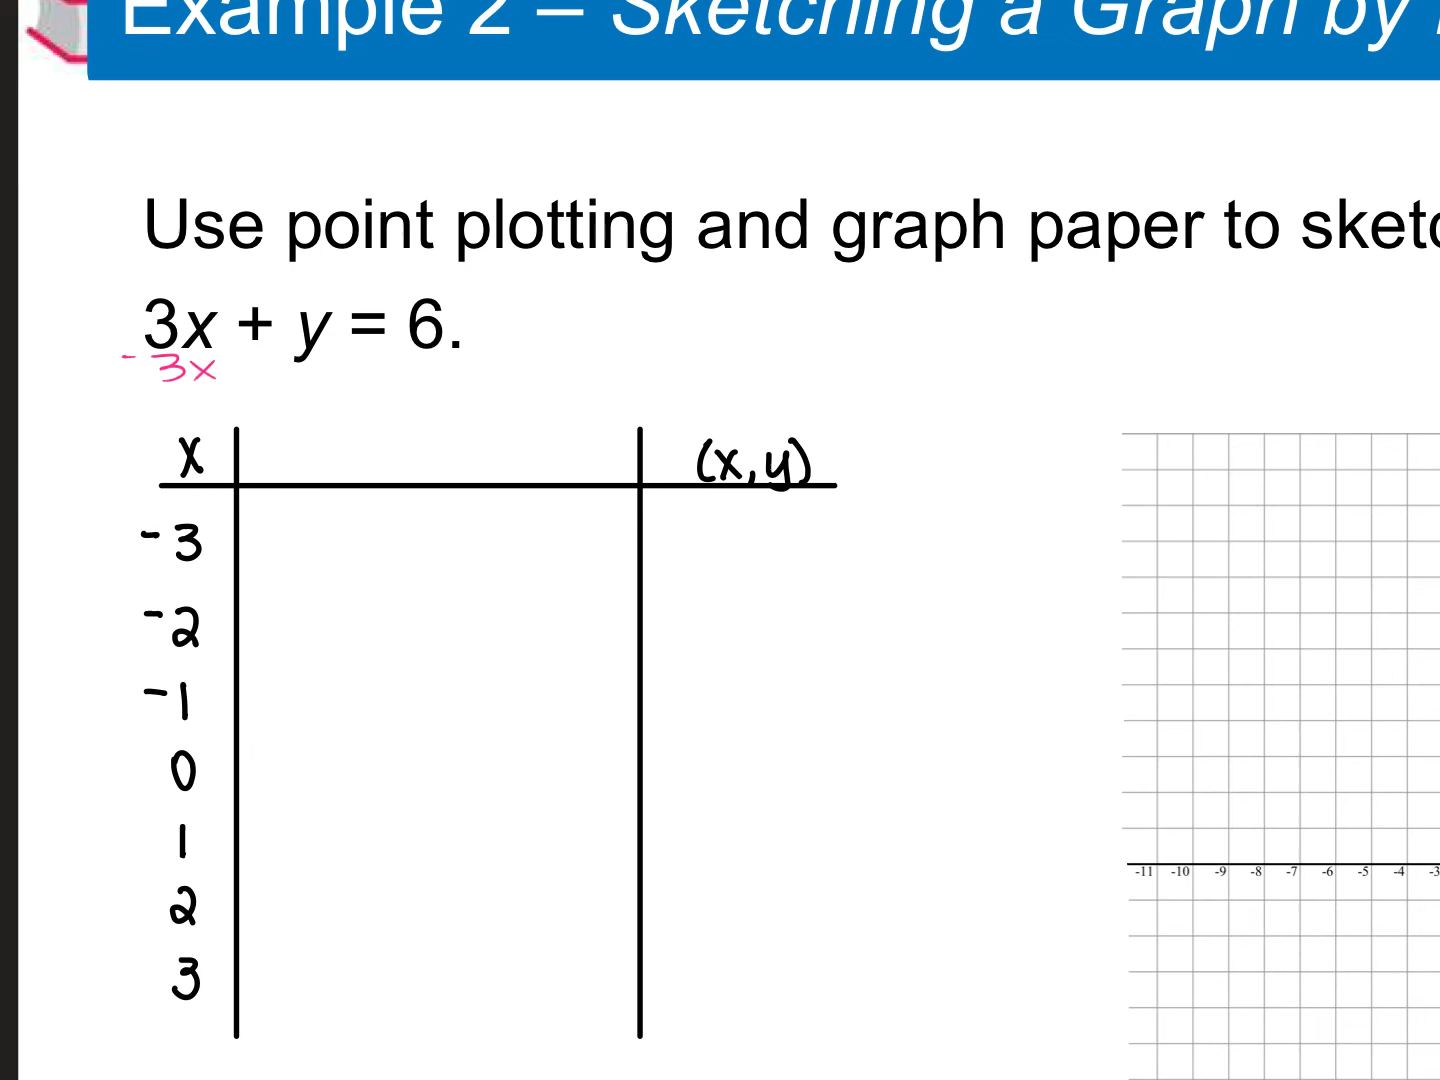 Example 2 – Sketching a Graph by
Use point plotting and graph paper to sketc
3x + y = 6.
- 3x
x (x,y)
-3
-2
-1
0
1
2
3
-11 -10 -9 -8 -7 -6 -5 -4 -3